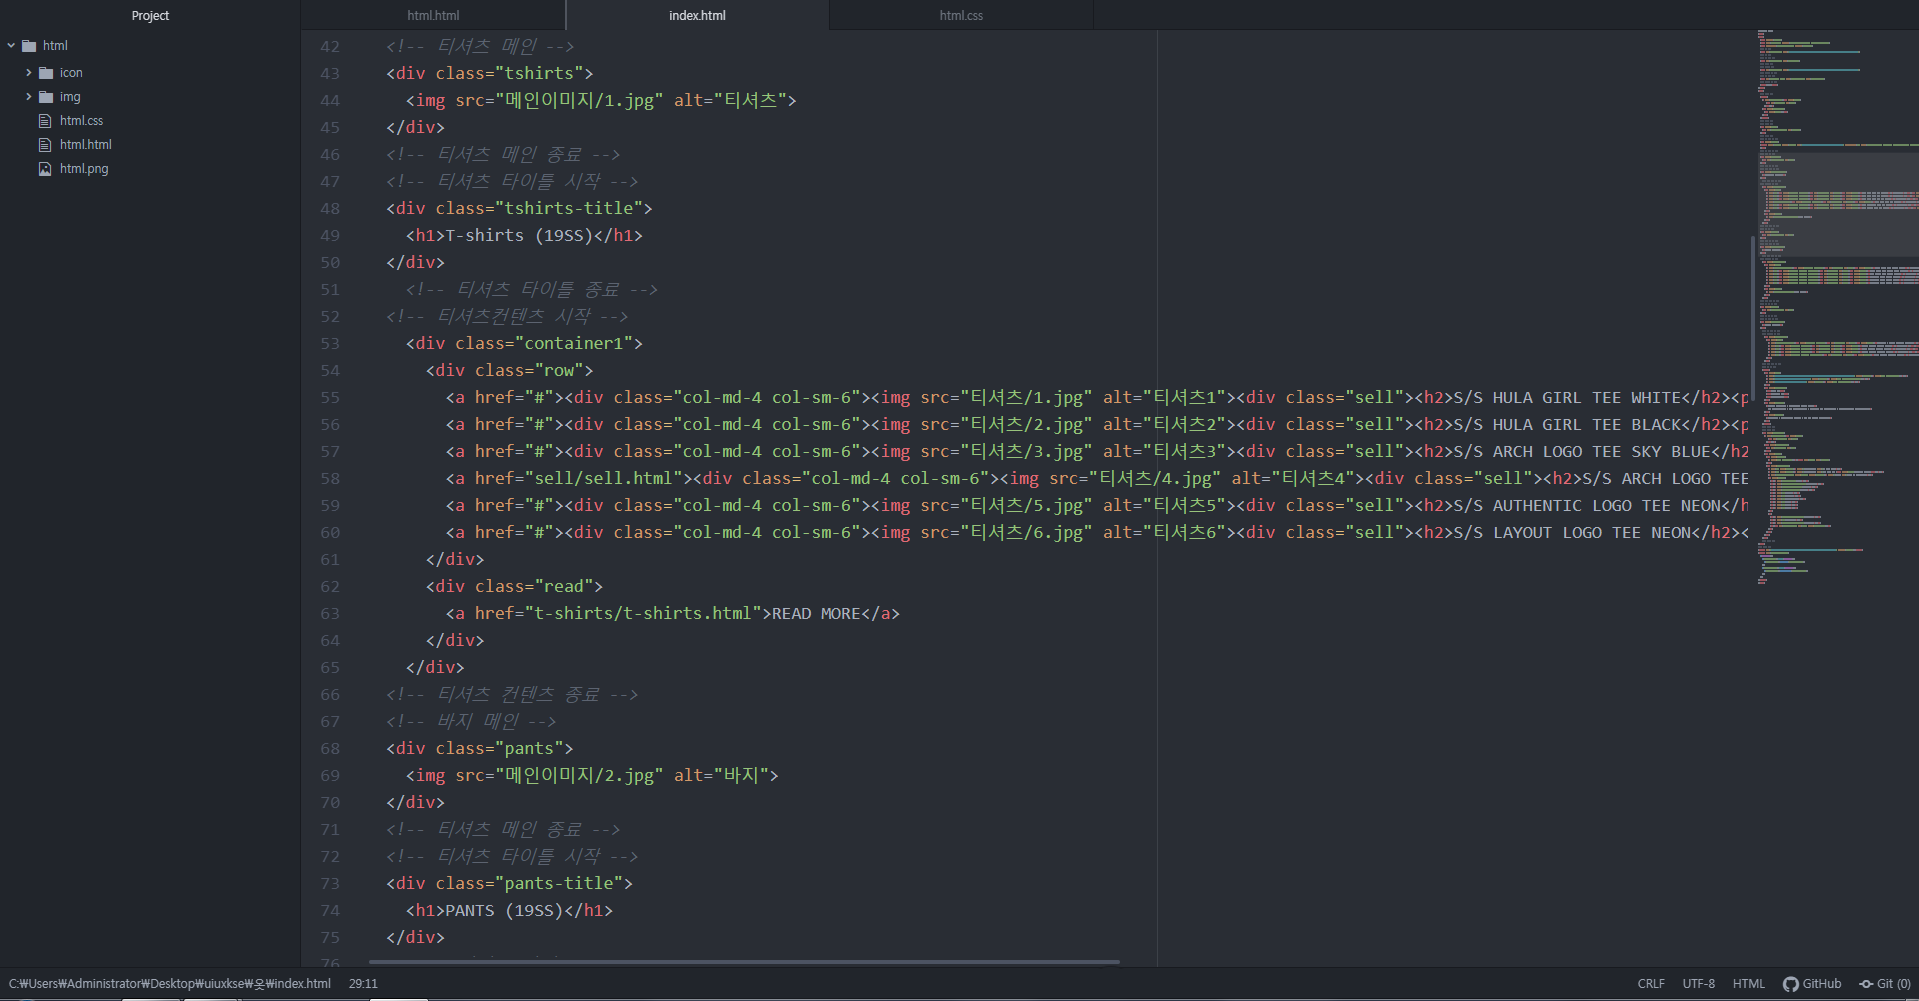 Project
html.html
index.html
html.css
html
icon
img
html.css
html.html
html.png
42 <!-- 티셔츠 메인 -->
43 <div class="tshirts">
44 <img src="메인이미지/1.jpg" alt="티셔츠">
45 </div>
46 <!-- 티셔츠 메인 종료 -->
47 <!-- 티셔츠 타이틀 시작 -->
48 <div class="tshirts-title">
49 <h1>T-shirts (19SS)</h1>
50 </div>
51 <!-- 티셔츠 타이틀 종료 -->
52 <!-- 티셔츠컨텐츠 시작 -->
53 <div class="container1">
54 <div class="row">
55 <a href="#"><div class="col-md-4 col-sm-6"><img src="티셔츠/1.jpg" alt="티셔츠1"><div class="sell"><h2>S/S HULA GIRL TEE WHITE</h2><p
56 <a href="#"><div class="col-md-4 col-sm-6"><img src="티셔츠/2.jpg" alt="티셔츠2"><div class="sell"><h2>S/S HULA GIRL TEE BLACK</h2><p
57 <a href="#"><div class="col-md-4 col-sm-6"><img src="티셔츠/3.jpg" alt="티셔츠3"><div class="sell"><h2>S/S ARCH LOGO TEE SKY BLUE</h2
58 <a href="sell/sell.html"><div class="col-md-4 col-sm-6"><img src="티셔츠/4.jpg" alt="티셔츠4"><div class="sell"><h2>S/S ARCH LOGO TEE
59 <a href="#"><div class="col-md-4 col-sm-6"><img src="티셔츠/5.jpg" alt="티셔츠5"><div class="sell"><h2>S/S AUTHENTIC LOGO TEE NEON</h
60 <a href="#"><div class="col-md-4 col-sm-6"><img src="티셔츠/6.jpg" alt="티셔츠6"><div class="sell"><h2>S/S LAYOUT LOGO TEE NEON</h2><
61 </div>
62 <div class="read">
63 <a href="t-shirts/t-shirts.html">READ MORE</a>
64 </div>
65 </div>
66 <!-- 티셔츠 컨텐츠 종료 -->
67 <!-- 바지 메인 -->
68 <div class="pants">
69 <img src="메인이미지/2.jpg" alt="바지">
70 </div>
71 <!-- 티셔츠 메인 종료 -->
72 <!-- 티셔츠 타이틀 시작 -->
73 <div class="pants-title">
74 <h1>PANTS (19SS)</h1>
75 </div>
76
C:₩Users₩Administrator₩Desktop₩uiuxkse₩옷₩index.html 29:11 CRLF UTF-8 HTML GitHub Git (0)